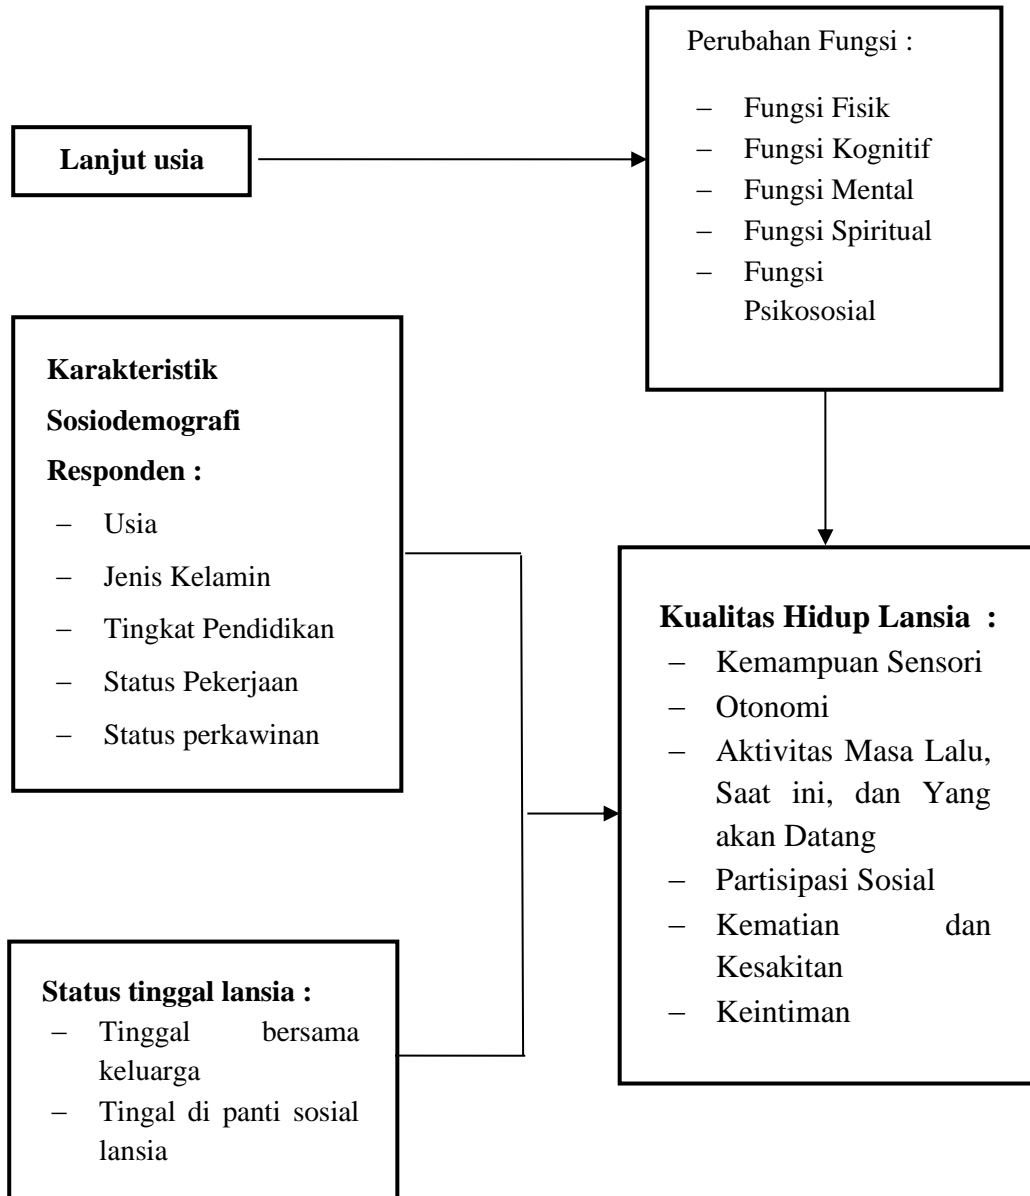 Lanjut usia
Perubahan Fungsi :
– Fungsi Fisik
– Fungsi Kognitif
– Fungsi Mental
– Fungsi Spiritual
– Fungsi
Psikososial
Karakteristik
Sosiodemografi
Responden :
– Usia
– Jenis Kelamin
– Tingkat Pendidikan
– Status Pekerjaan
– Status perkawinan
Kualitas Hidup Lansia :
– Kemampuan Sensori
– Otonomi
– Aktivitas Masa Lalu,
Saat ini, dan Yang
akan Datang
– Partisipasi Sosial
– Kematian dan
Kesakitan
– Keintiman
Status tinggal lansia :
– Tinggal bersama
keluarga
– Tingal di panti sosial
lansia